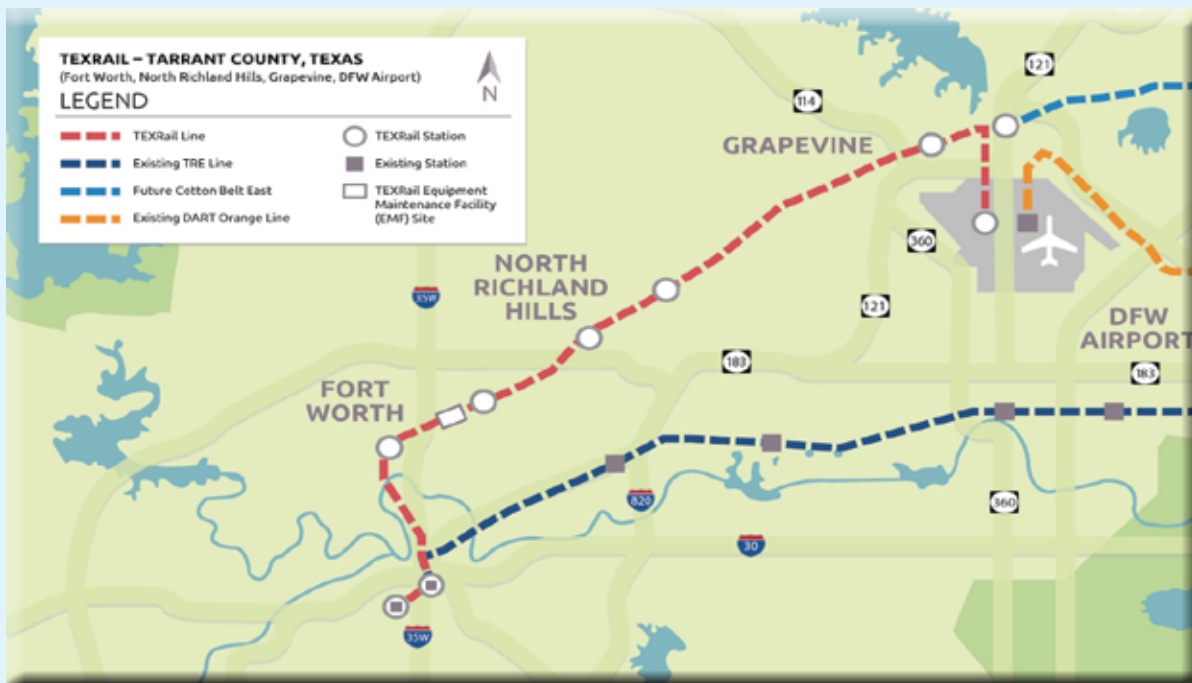 TEXRAIL – TARRANT COUNTY, TEXAS
(Fort Worth, North Richland Hills, Grapevine, DFW Airport)
LEGEND
N
TEXRail Line
Existing TRE Line
Future Cotton Belt East
Existing DART Orange Line
TEXRail Station
Existing Station
TEXRail Equipment
Maintenance Facility
(EMF) Site
121
114
GRAPEVINE
360
NORTH
RICHLAND
HILLS
35W
121
DFW
AIRPORT
183
183
FORT
WORTH
820
360
30
35W